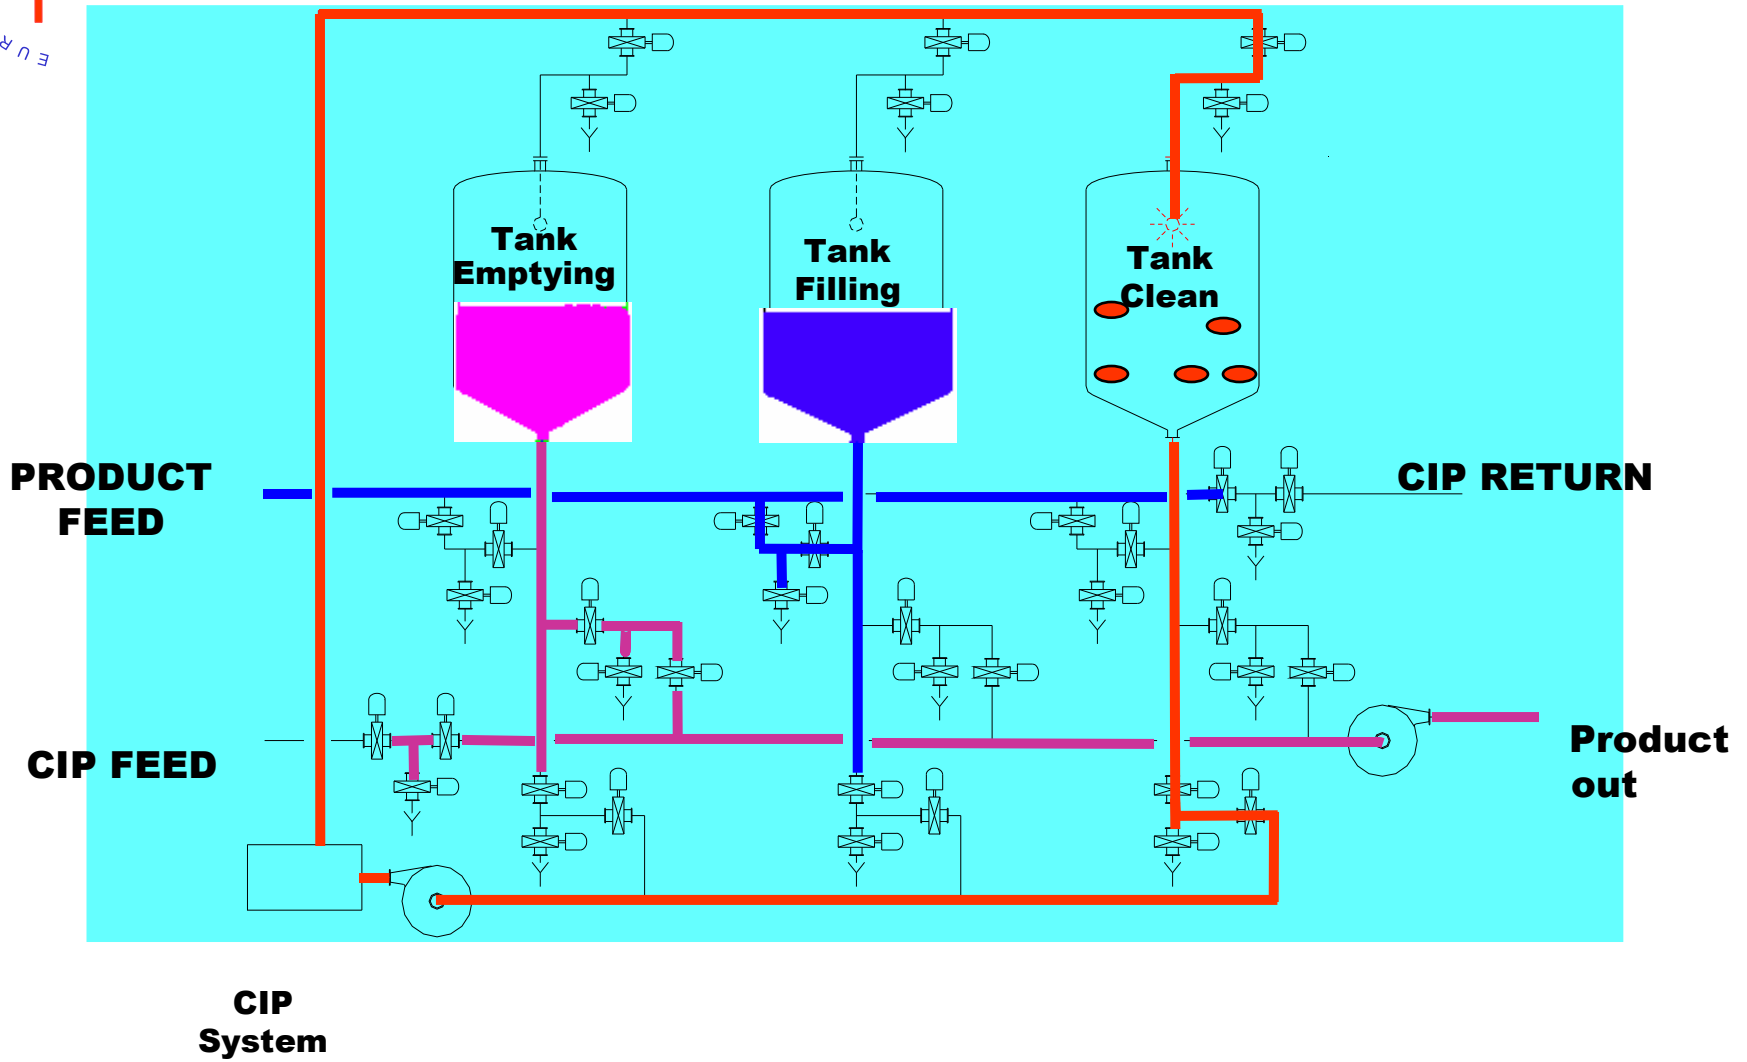 E U R
Tank
Emptying
Tank
Filling
Tank
Clean
PRODUCT
FEED
CIP RETURN
CIP FEED
Product
out
CIP
System